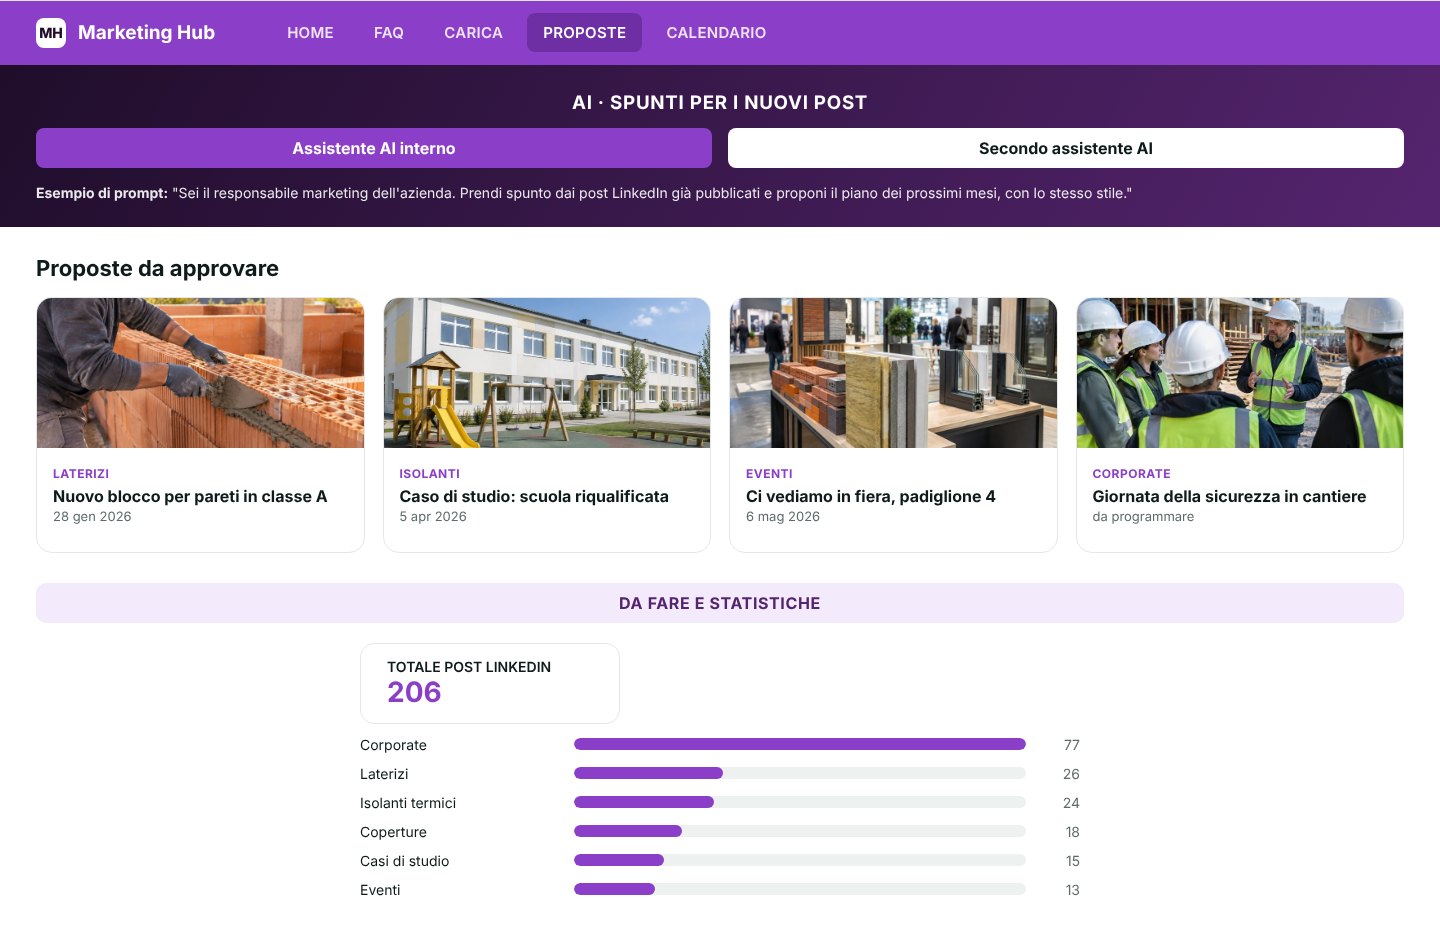 MH Marketing Hub HOME FAQ CARICA PROPOSTE CALENDARIO
AI · SPUNTI PER I NUOVI POST
Assistente AI interno
Secondo assistente AI
Esempio di prompt: "Sei il responsabile marketing dell'azienda. Prendi spunto dai post LinkedIn già pubblicati e proponi il piano dei prossimi mesi, con lo stesso stile."
Proposte da approvare
LATERIZI
Nuovo blocco per pareti in classe A
28 gen 2026
ISOLANTI
Caso di studio: scuola riqualificata
5 apr 2026
EVENTI
Ci vediamo in fiera, padiglione 4
6 mag 2026
CORPORATE
Giornata della sicurezza in cantiere
da programmare
DA FARE E STATISTICHE
TOTALE POST LINKEDIN
206
Corporate 77
Laterizi 26
Isolanti termici 24
Coperture 18
Casi di studio 15
Eventi 13